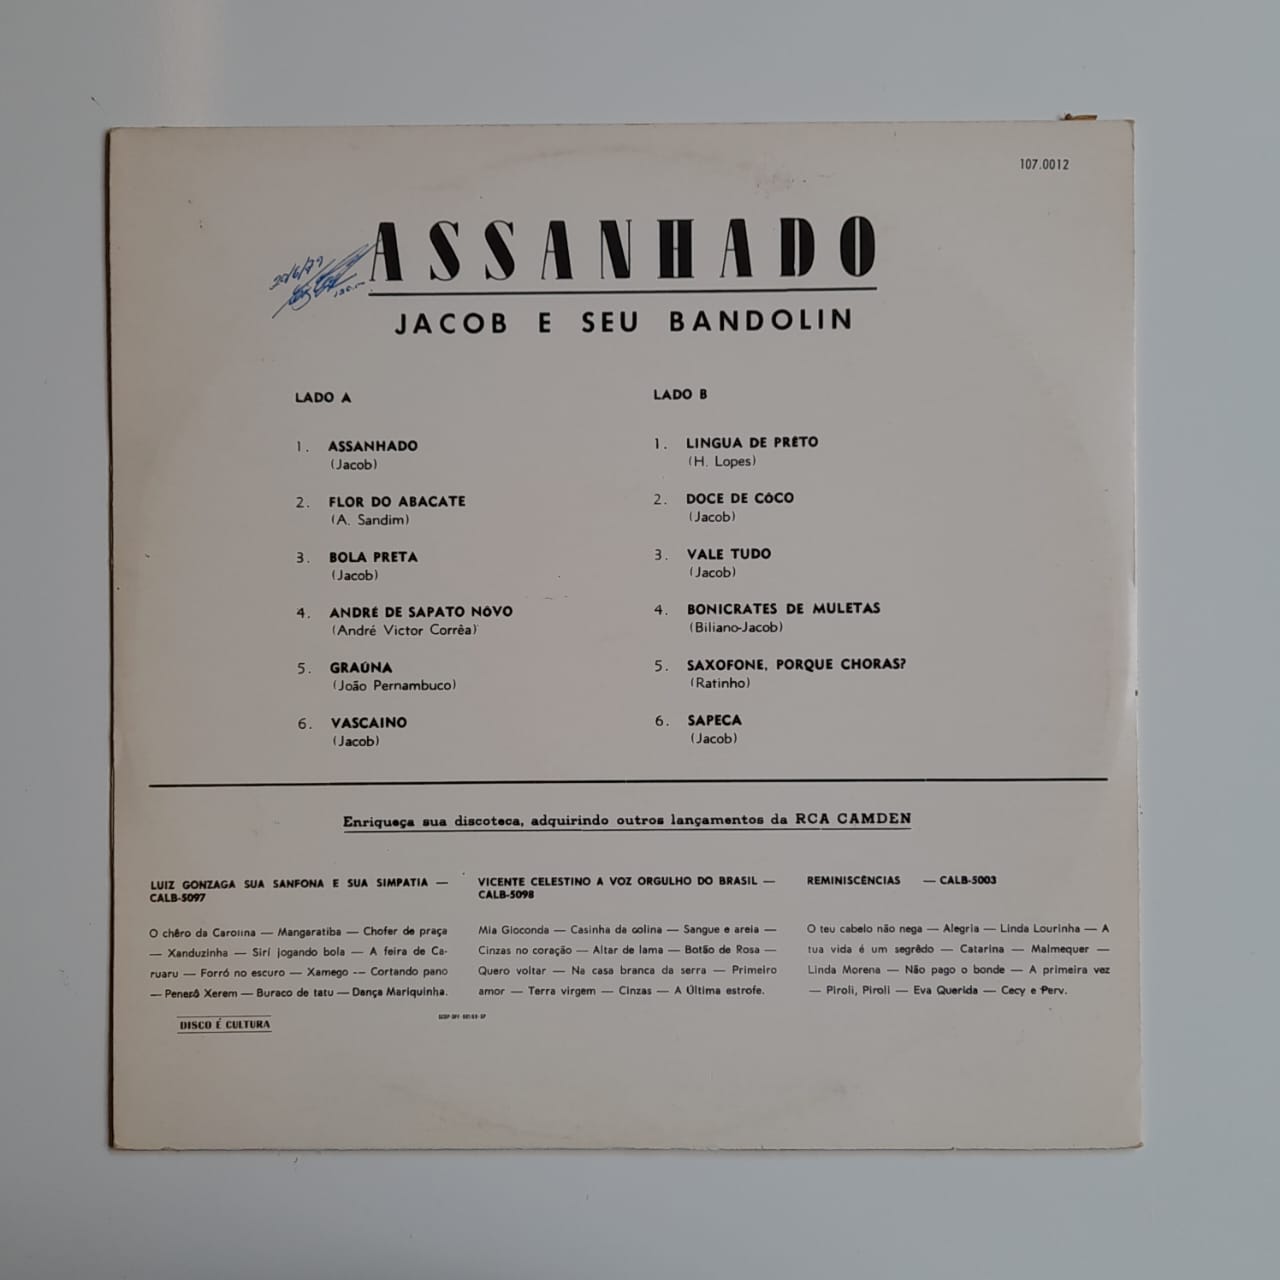 107.0012
ASSANHADO
20/6/79
JACOB E SEU BANDOLIN
LADO A
1. ASSANHADO
(Jacob)
2. FLOR DO ABACATE
(A. Sandim)
3. BOLA PRETA
(Jacob)
4. ANDRÉ DE SAPATO NÔVO
(André Victor Corrêa)
5. GRAÚNA
(João Pernambuco)
6. VASCAINO
(Jacob)
LADO B
1. LINGUA DE PRÊTO
(H. Lopes)
2. DOCE DE CÔCO
(Jacob)
3. VALE TUDO
(Jacob)
4. BONICRATES DE MULETAS
(Biliano-Jacob)
5. SAXOFONE, PORQUE CHORAS?
(Ratinho)
6. SAPECA
(Jacob)
Enriqueça sua discoteca, adquirindo outros lançamentos da RCA CAMDEN
LUIZ GONZAGA SUA SANFONA E SUA SIMPATIA —
CALB-5097
O chêro da Carolina — Mangaratiba — Chofer de praça
— Xanduzinha — Sirí jogando bola — A feira de Ca-
ruaru — Forró no escuro — Xamego -- Cortando pano
— Penerô Xerem — Buraco de tatu — Dança Mariquinha.
VICENTE CELESTINO A VOZ ORGULHO DO BRASIL —
CALB-5098
Mia Gioconda — Casinha da colina — Sangue e areia —
Cinzas no coração — Altar de lama — Botão de Rosa —
Quero voltar — Na casa branca da serra — Primeiro
amor — Terra virgem — Cinzas — A Última estrofe.
REMINISCÊNCIAS — CALB-5003
O teu cabelo não nega — Alegria — Linda Lourinha — A
tua vida é um segrêdo — Catarina — Malmequer —
Linda Morena — Não pago o bonde — A primeira vez
— Piroli, Piroli — Eva Querida — Cecy e Perv.
DISCO É CULTURA